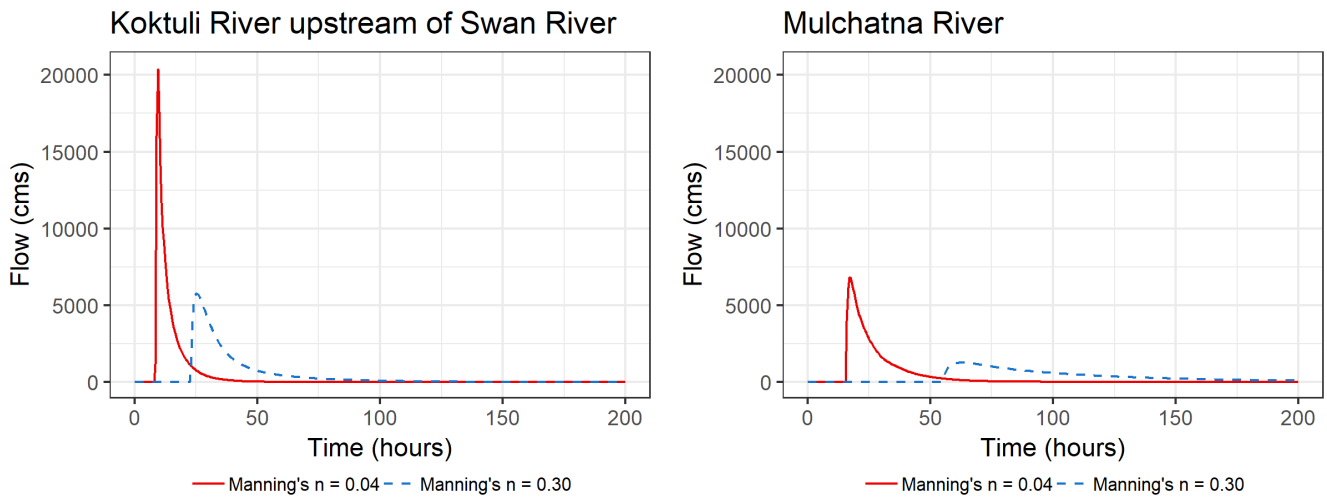 Koktuli River upstream of Swan River
20000
15000
10000
5000
0
Flow (cms)
0 50 100 150 200
Time (hours)
Manning's n = 0.04 Manning's n = 0.30
Mulchatna River
20000
15000
10000
5000
0
Flow (cms)
0 50 100 150 200
Time (hours)
Manning's n = 0.04 Manning's n = 0.30